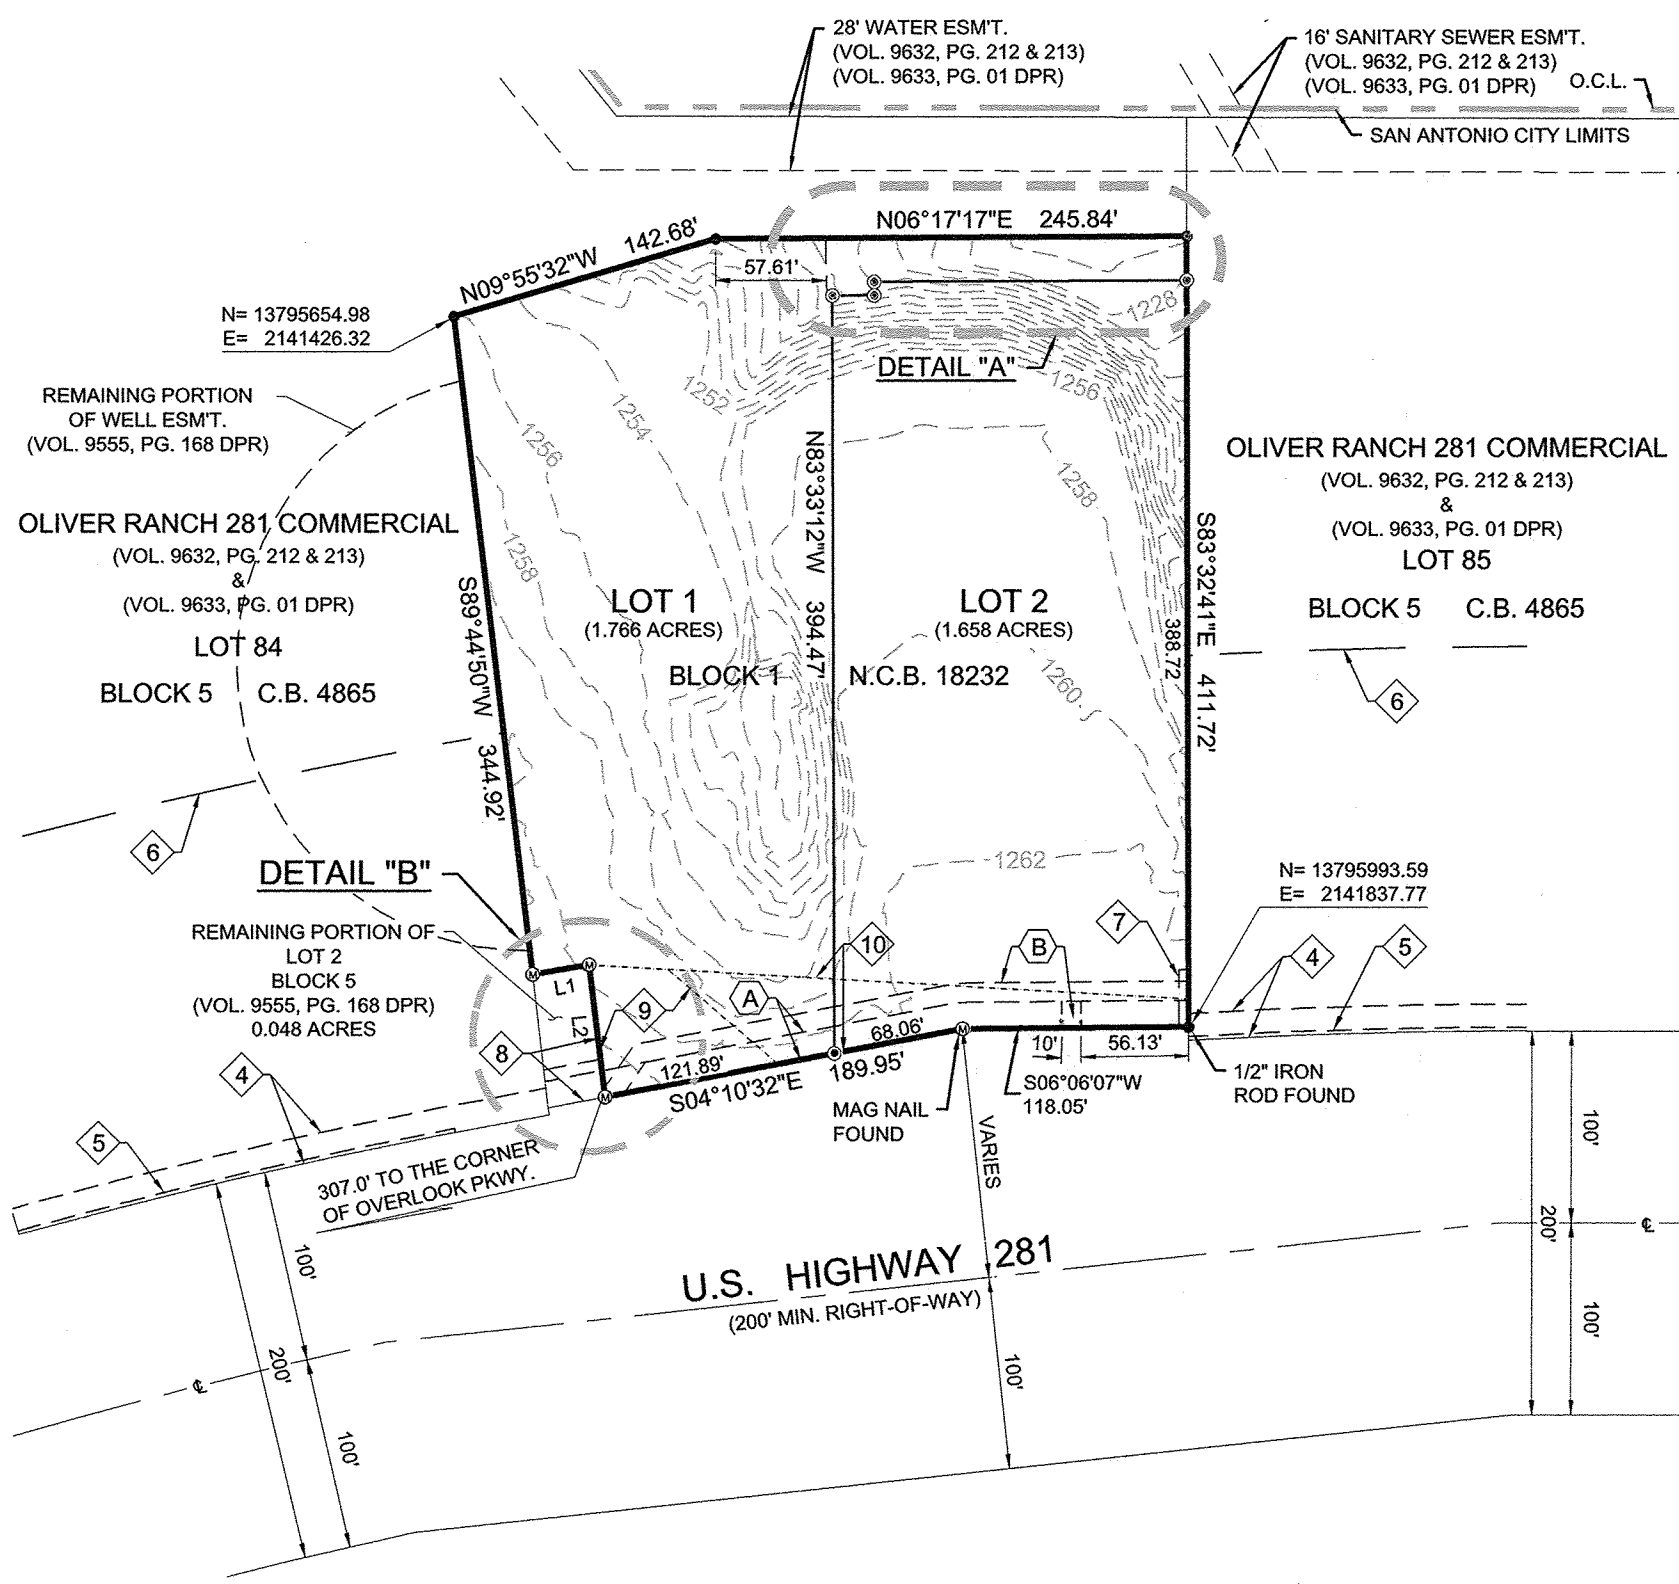 28' WATER ESM'T.
(VOL. 9632, PG. 212 & 213)
(VOL. 9633, PG. 01 DPR)
16' SANITARY SEWER ESM'T.
(VOL. 9632, PG. 212 & 213)
(VOL. 9633, PG. 01 DPR)
O.C.L.
SAN ANTONIO CITY LIMITS
N06°17'17"E 245.84'
N09°55'32"W 142.68'
57.61'
N= 13795654.98
E= 2141426.32
1228
DETAIL "A"
1252
1254
1256
1256
1258
1258
REMAINING PORTION
OF WELL ESM'T.
(VOL. 9555, PG. 168 DPR)
OLIVER RANCH 281 COMMERCIAL
(VOL. 9632, PG. 212 & 213)
&
(VOL. 9633, PG. 01 DPR)
LOT 84
BLOCK 5 C.B. 4865
OLIVER RANCH 281 COMMERCIAL
(VOL. 9632, PG. 212 & 213)
&
(VOL. 9633, PG. 01 DPR)
LOT 85
BLOCK 5 C.B. 4865
S89°44'50"W 344.92'
N83°33'12"W 394.47'
S83°32'41"E 411.72'
388.72
LOT 1
(1.766 ACRES)
LOT 2
(1.658 ACRES)
BLOCK 1 N.C.B. 18232
1260
1262
6
6
DETAIL "B"
REMAINING PORTION OF
LOT 2
BLOCK 5
(VOL. 9555, PG. 168 DPR)
0.048 ACRES
N= 13795993.59
E= 2141837.77
7
10
B
4
5
9
A
L1
L2
8
4
5
121.89'
68.06'
S04°10'32"E 189.95'
10'
56.13'
S06°06'07"W
118.05'
1/2" IRON
ROD FOUND
MAG NAIL
FOUND
M
M
M
M
307.0' TO THE CORNER
OF OVERLOOK PKWY.
VARIES
100'
200'
100'
100'
200'
100'
100'
U.S. HIGHWAY 281
(200' MIN. RIGHT-OF-WAY)
℄
℄